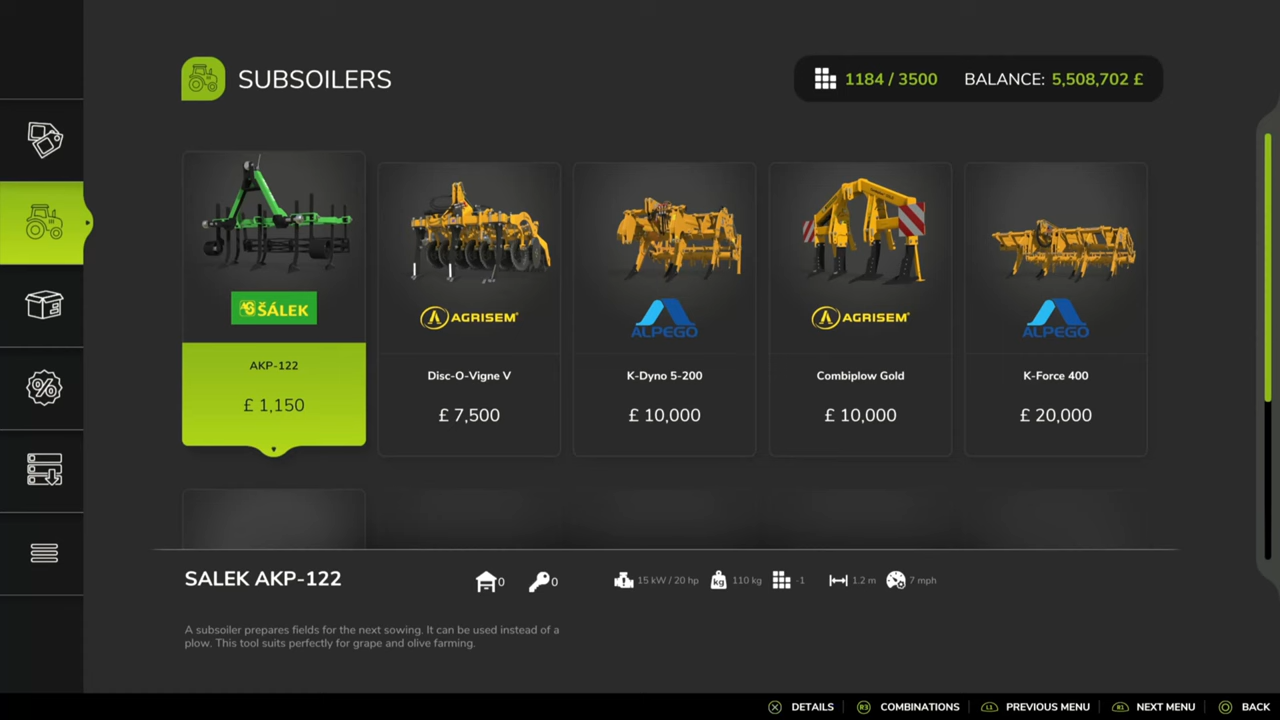 SUBSOILERS
1184 / 3500
BALANCE: 5,508,702 £
ŠÁLEK
AGRISEM
ALPEGO
AGRISEM
ALPEGO
AKP-122
Disc-O-Vigne V
K-Dyno 5-200
Combiplow Gold
K-Force 400
£ 1,150
£ 7,500
£ 10,000
£ 10,000
£ 20,000
SALEK AKP-122
0
0
15 kW / 20 hp
kg
110 kg
-1
1.2 m
7 mph
A subsoiler prepares fields for the next sowing. It can be used instead of a
plow. This tool suits perfectly for grape and olive farming.
DETAILS
R3 COMBINATIONS
L1 PREVIOUS MENU
R1 NEXT MENU
BACK